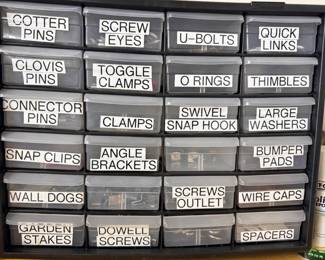 COTTER
PINS
SCREW
EYES
U-BOLTS
QUICK
LINKS
CLOVIS
PINS
TOGGLE
CLAMPS
O RINGS
THIMBLES
CONNECTOR
PINS
CLAMPS
SWIVEL
SNAP HOOK
LARGE
WASHERS
SNAP CLIPS
ANGLE
BRACKETS
BUMPER
PADS
WALL DOGS
SCREWS
OUTLET
WIRE CAPS
GARDEN
STAKES
DOWELL
SCREWS
SPACERS